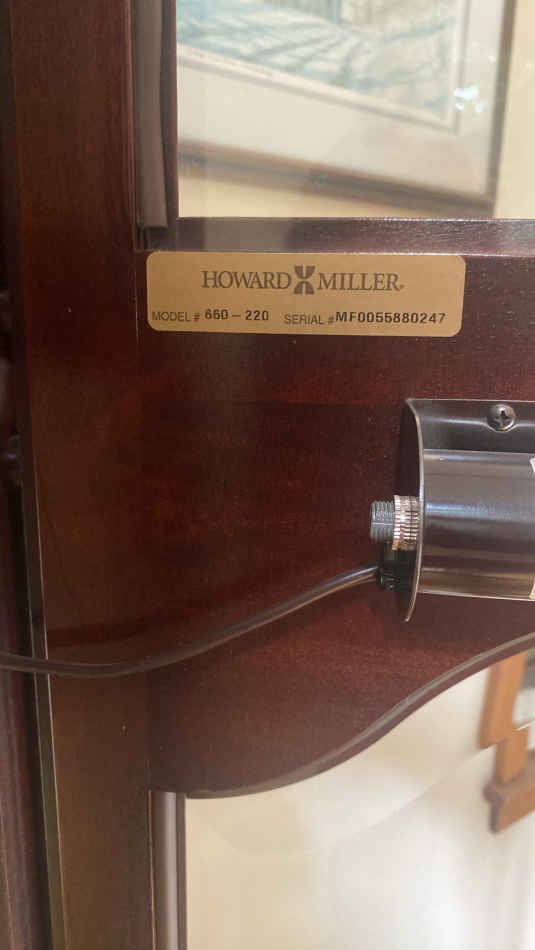 HOWARD MILLER
MODEL # 660-220 SERIAL # MF0055880247